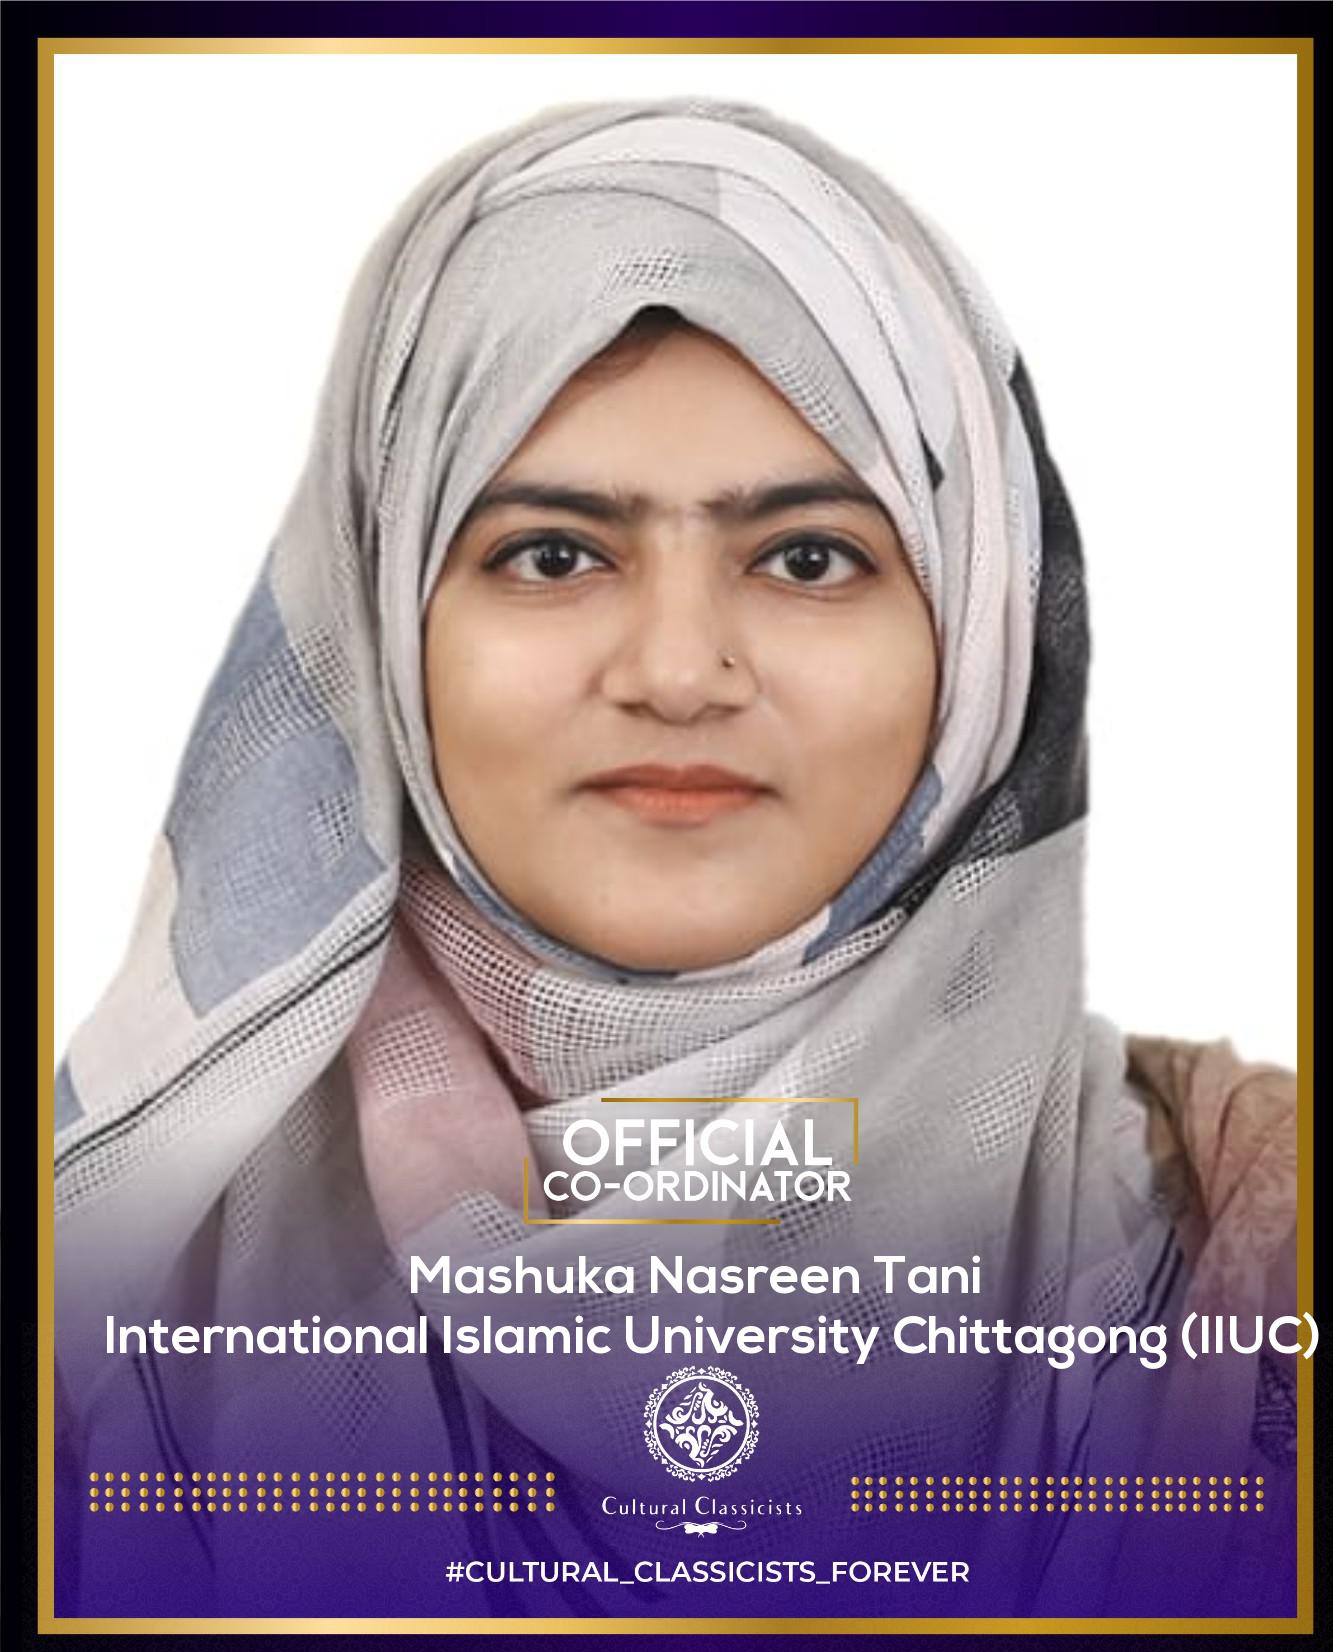 OFFICIAL
CO-ORDINATOR
Mashuka Nasreen Tani
International Islamic University Chittagong (IIUC)
Cultural Classicists
#CULTURAL_CLASSICISTS_FOREVER